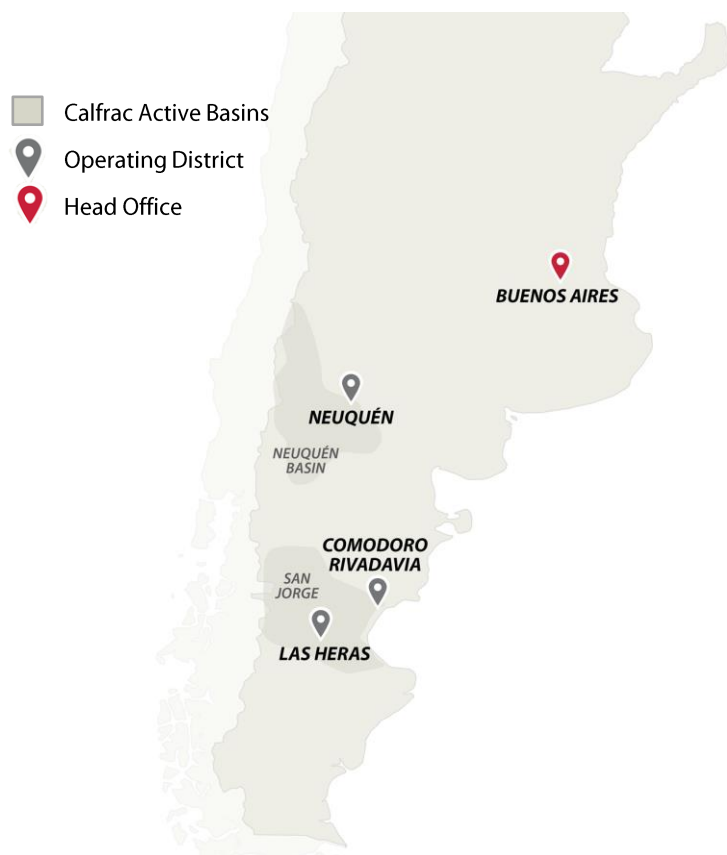 Calfrac Active Basins
Operating District
Head Office
BUENOS AIRES
NEUQUÉN
NEUQUÉN
BASIN
COMODORO
RIVADAVIA
SAN
JORGE
LAS HERAS